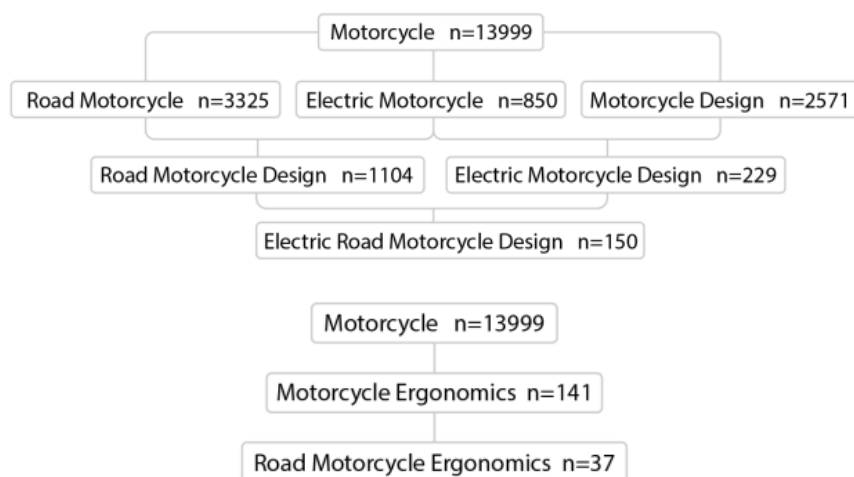 Motorcycle n=13999
Road Motorcycle n=3325 Electric Motorcycle n=850 Motorcycle Design n=2571
Road Motorcycle Design n=1104 Electric Motorcycle Design n=229
Electric Road Motorcycle Design n=150
Motorcycle n=13999
Motorcycle Ergonomics n=141
Road Motorcycle Ergonomics n=37